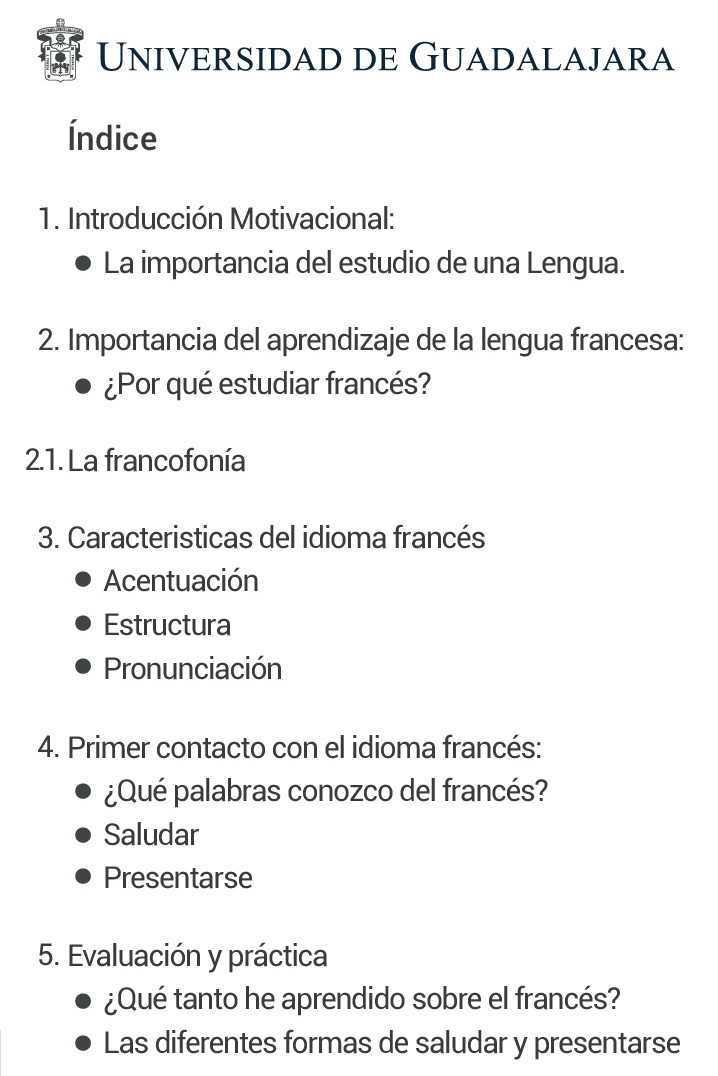 UNIVERSIDAD DE GUADALAJARA
Índice
1. Introducción Motivacional:
● La importancia del estudio de una Lengua.
2. Importancia del aprendizaje de la lengua francesa:
● ¿Por qué estudiar francés?
2.1. La francofonía
3. Caracteristicas del idioma francés
● Acentuación
● Estructura
● Pronunciación
4. Primer contacto con el idioma francés:
● ¿Qué palabras conozco del francés?
● Saludar
● Presentarse
5. Evaluación y práctica
● ¿Qué tanto he aprendido sobre el francés?
● Las diferentes formas de saludar y presentarse